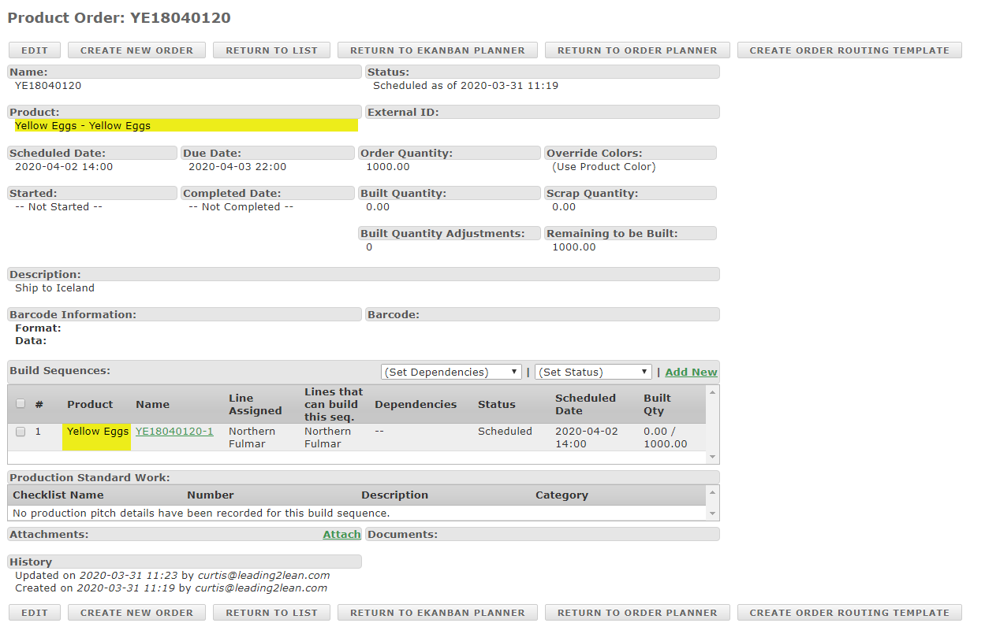 Product Order: YE18040120
EDIT CREATE NEW ORDER RETURN TO LIST RETURN TO EKANBAN PLANNER RETURN TO ORDER PLANNER CREATE ORDER ROUTING TEMPLATE
Name: Status:
YE18040120 Scheduled as of 2020-03-31 11:19
Product: External ID:
Yellow Eggs - Yellow Eggs
Scheduled Date: Due Date: Order Quantity: Override Colors:
2020-04-02 14:00 2020-04-03 22:00 1000.00 (Use Product Color)
Started: Completed Date: Built Quantity: Scrap Quantity:
-- Not Started -- -- Not Completed -- 0.00 0.00
Built Quantity Adjustments: Remaining to be Built:
0 1000.00
Description:
Ship to Iceland
Barcode Information: Barcode:
Format:
Data:
Build Sequences: (Set Dependencies) | (Set Status) | Add New
# Product Name Line Assigned Lines that can build this seq. Dependencies Status Scheduled Date Built Qty
1 Yellow Eggs YE18040120-1 Northern Fulmar Northern Fulmar -- Scheduled 2020-04-02 14:00 0.00 / 1000.00
Production Standard Work:
Checklist Name Number Description Category
No production pitch details have been recorded for this build sequence.
Attachments: Attach Documents:
History
Updated on 2020-03-31 11:23 by curtis@leading2lean.com
Created on 2020-03-31 11:19 by curtis@leading2lean.com
EDIT CREATE NEW ORDER RETURN TO LIST RETURN TO EKANBAN PLANNER RETURN TO ORDER PLANNER CREATE ORDER ROUTING TEMPLATE